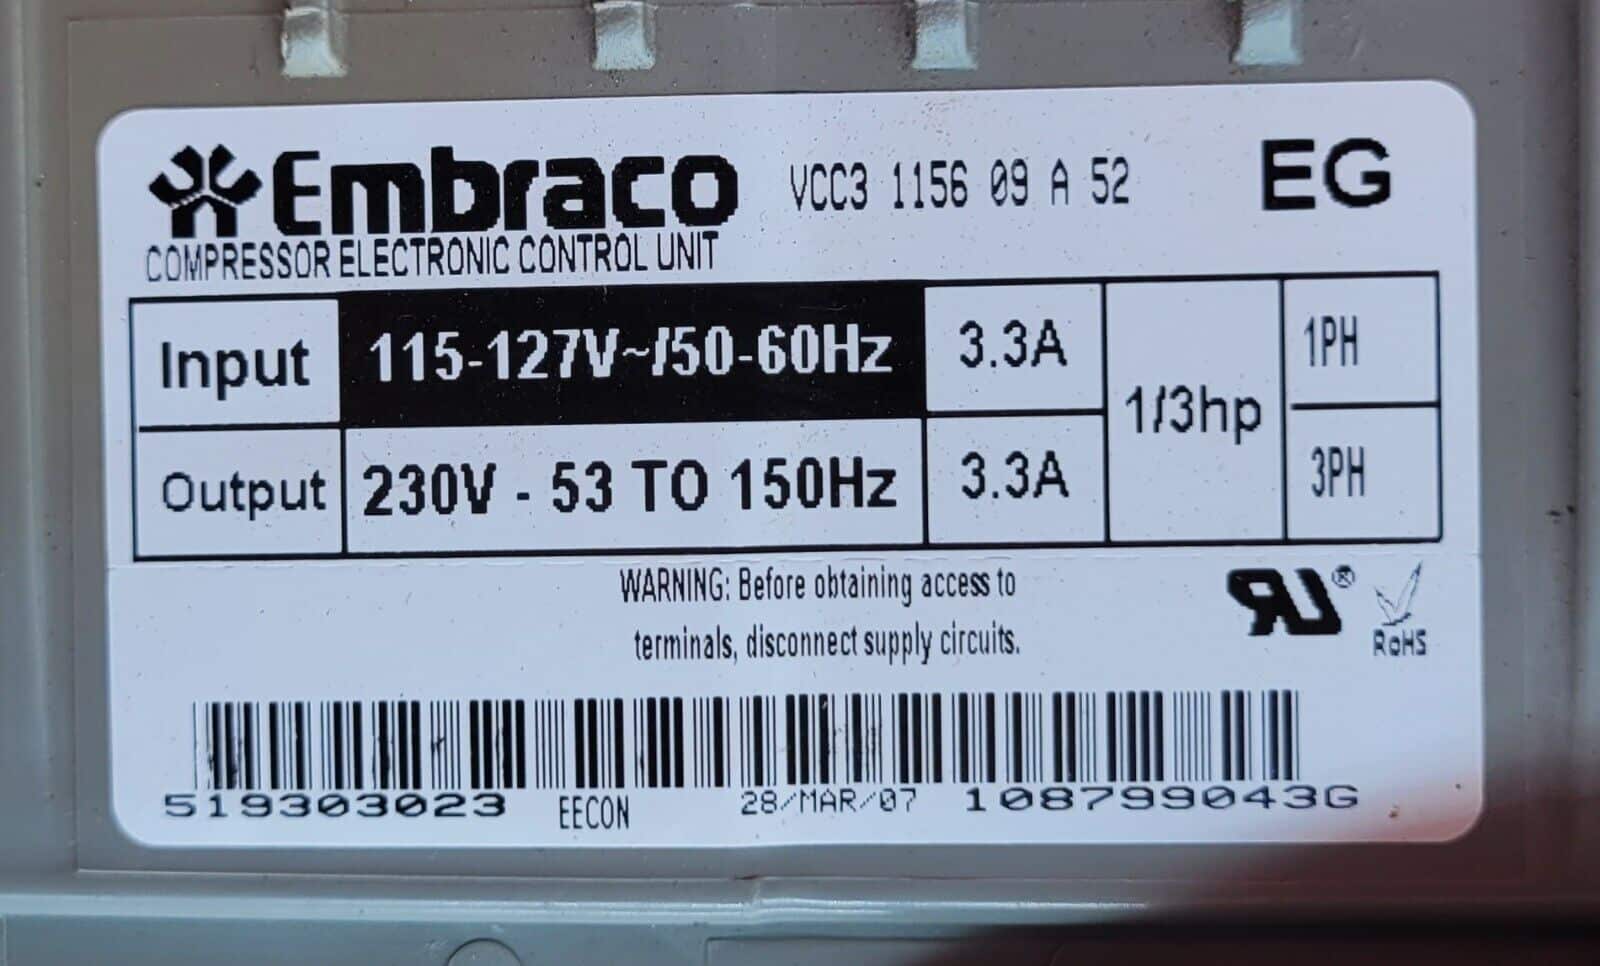 Embraco VCC3 1156 09 A 52 EG
COMPRESSOR ELECTRONIC CONTROL UNIT
Input 115-127V~/50-60Hz 3.3A 1/3hp 1PH
Output 230V - 53 TO 150Hz 3.3A 3PH
WARNING: Before obtaining access to
terminals, disconnect supply circuits.
RU®
RoHS
519303023 EECON 28/MAR/07 108799043G